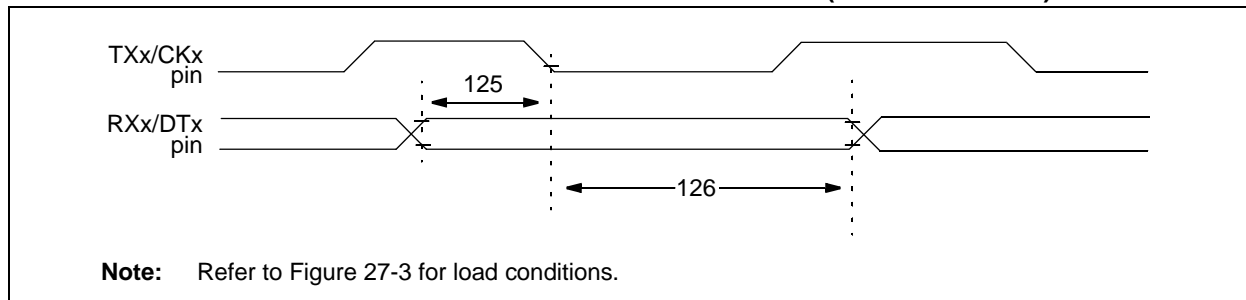 TXx/CKx
pin
125
RXx/DTx
pin
126
Note: Refer to Figure 27-3 for load conditions.